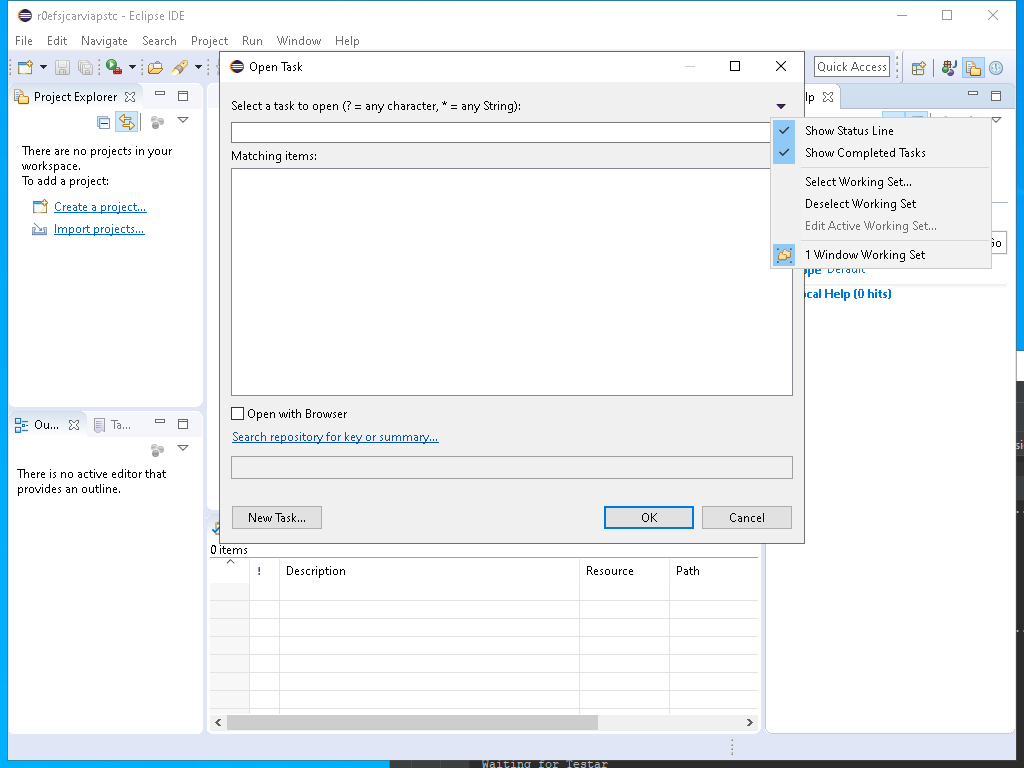 r0efsjcarviapstc - Eclipse IDE
File Edit Navigate Search Project Run Window Help
Quick Access
Project Explorer
There are no projects in your
workspace.
To add a project:
Create a project...
Import projects...
Ou...
Ta...
There is no active editor that
provides an outline.
Open Task
Select a task to open (? = any character, * = any String):
Matching items:
Open with Browser
Search repository for key or summary...
New Task...
OK
Cancel
Show Status Line
Show Completed Tasks
Select Working Set...
Deselect Working Set
Edit Active Working Set...
1 Window Working Set
Default
cal Help (0 hits)
0 items
! Description Resource Path
Waiting for Testar